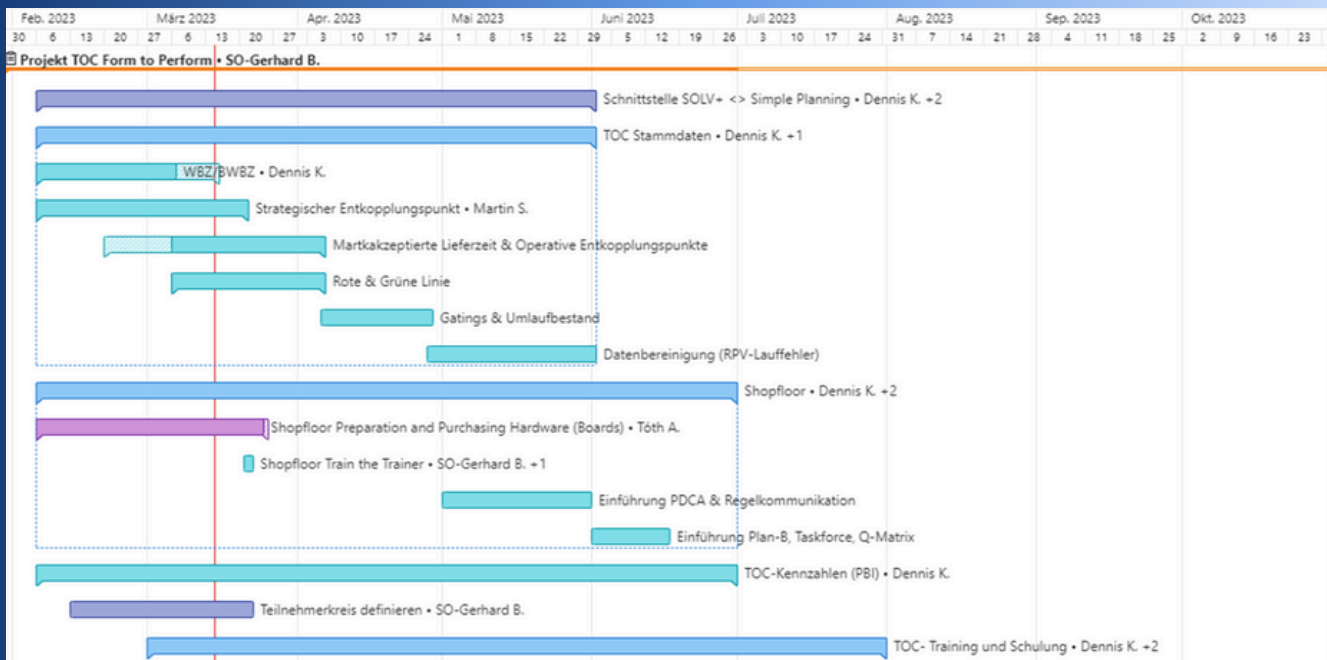 Feb. 2023 März 2023 Apr. 2023 Mai 2023 Juni 2023 Juli 2023 Aug. 2023 Sep. 2023 Okt. 2023
30 6 13 20 27 6 13 20 27 3 10 17 24 1 8 15 22 29 5 12 19 26 3 10 17 24 31 7 14 21 28 4 11 18 25 2 9 16 23
Projekt TOC Form to Perform • SO-Gerhard B.
Schnittstelle SOLV+ <> Simple Planning • Dennis K. +2
TOC Stammdaten • Dennis K. +1
WBZ/BWBZ • Dennis K.
Strategischer Entkopplungspunkt • Martin S.
Martkakzeptierte Lieferzeit & Operative Entkopplungspunkte
Rote & Grüne Linie
Gatings & Umlaufbestand
Datenbereinigung (RPV-Lauffehler)
Shopfloor • Dennis K. +2
Shopfloor Preparation and Purchasing Hardware (Boards) • Tóth A.
Shopfloor Train the Trainer • SO-Gerhard B. +1
Einführung PDCA & Regelkommunikation
Einführung Plan-B, Taskforce, Q-Matrix
TOC-Kennzahlen (PBI) • Dennis K.
Teilnehmerkreis definieren • SO-Gerhard B.
TOC- Training und Schulung • Dennis K. +2